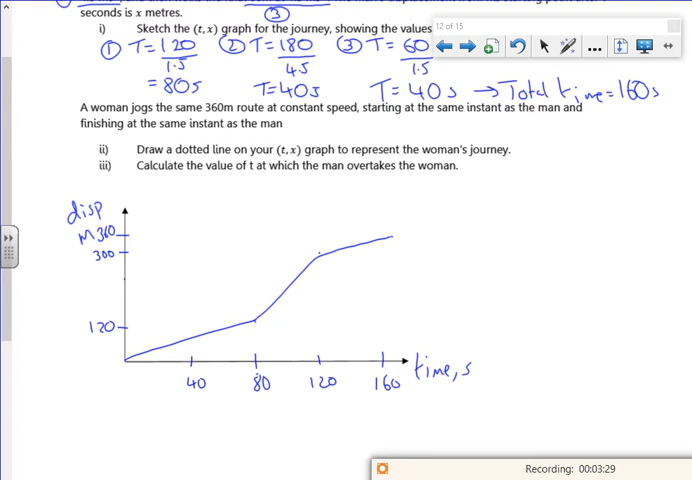 seconds is x metres.
③
i) Sketch the (t, x) graph for the journey, showing the values
12 of 15
① T = 120/1.5 ② T = 180/4.5 ③ T = 60/1.5
= 80s T = 40s T = 40s → Total time = 160s
A woman jogs the same 360m route at constant speed, starting at the same instant as the man and
finishing at the same instant as the man
ii) Draw a dotted line on your (t, x) graph to represent the woman's journey.
iii) Calculate the value of t at which the man overtakes the woman.
disp
m 360
300
120
40 80 120 160 time, s
Recording: 00:03:29